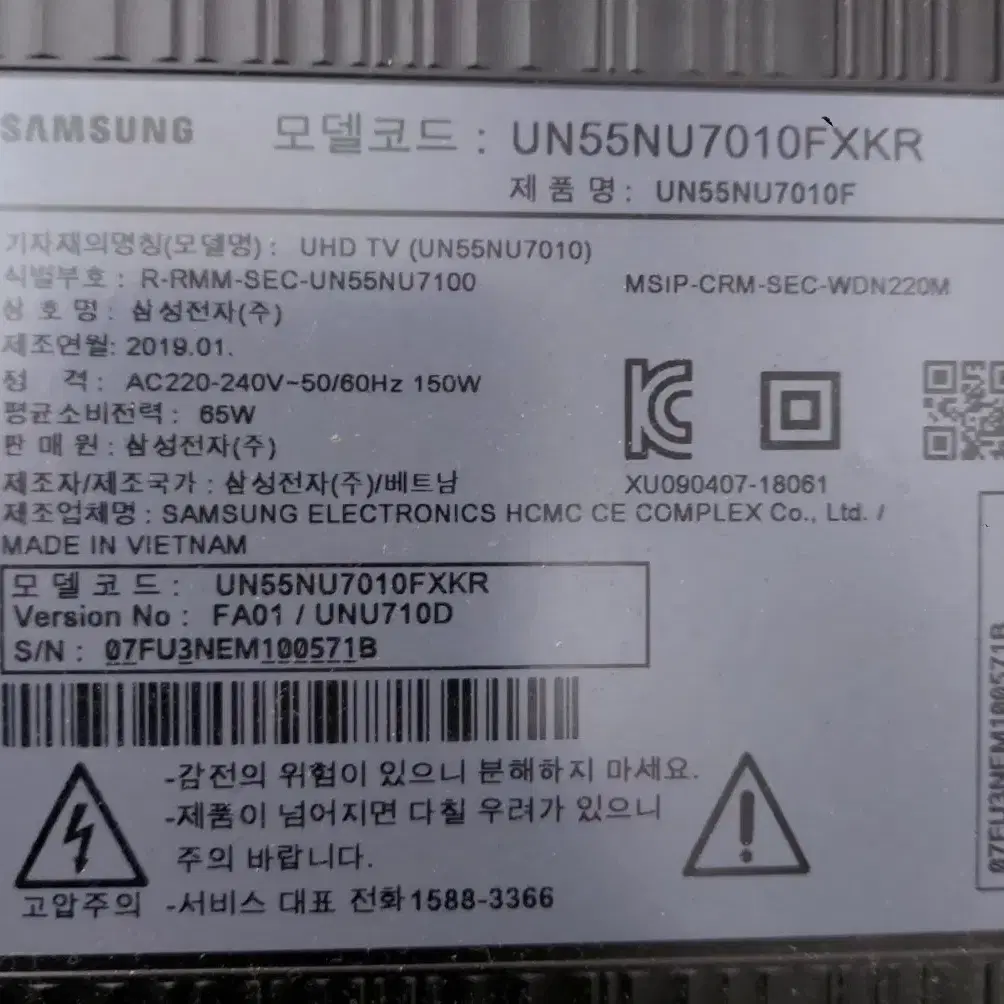 SAMSUNG 모델코드 : UN55NU7010FXKR
제 품 명 : UN55NU7010F
기자재의명칭(모델명) : UHD TV (UN55NU7010)
식별부호 : R-RMM-SEC-UN55NU7100 MSIP-CRM-SEC-WDN220M
상 호 명 : 삼성전자(주)
제조연월: 2019.01.
정 격 : AC220-240V~50/60Hz 150W
평균소비전력 : 65W
판 매 원 : 삼성전자(주)
제조자/제조국가 : 삼성전자(주)/베트남 XU090407-18061
제조업체명 : SAMSUNG ELECTRONICS HCMC CE COMPLEX Co., Ltd. /
MADE IN VIETNAM
모 델 코 드 : UN55NU7010FXKR
Version No : FA01 / UNU710D
S/N : 07FU3NEM100571B
-감전의 위험이 있으니 분해하지 마세요.
-제품이 넘어지면 다칠 우려가 있으니
주의 바랍니다.
고압주의 -서비스 대표 전화 1588-3366
07FU3NEM100571B